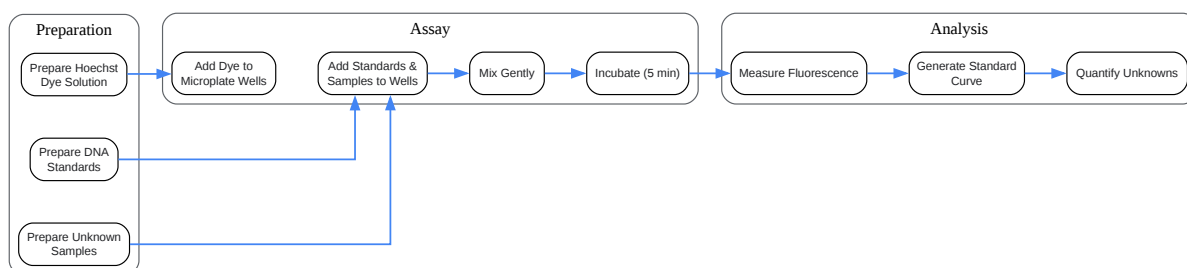 Preparation
Prepare Hoechst
Dye Solution
Prepare DNA
Standards
Prepare Unknown
Samples
Assay
Add Dye to
Microplate Wells
Add Standards &
Samples to Wells
Mix Gently
Incubate (5 min)
Analysis
Measure Fluorescence
Generate Standard
Curve
Quantify Unknowns